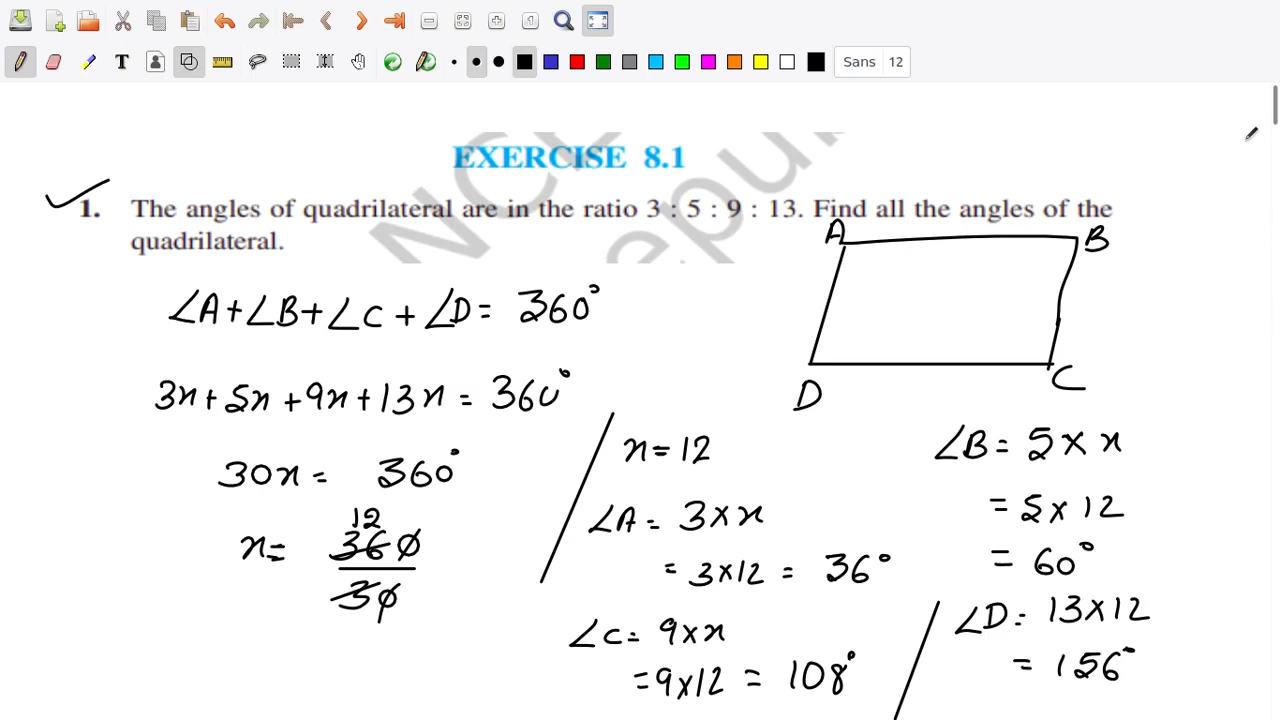 Sans 12
EXERCISE 8.1
1. The angles of quadrilateral are in the ratio 3 : 5 : 9 : 13. Find all the angles of the
quadrilateral.
A
B
C
D
∠A+∠B+∠C+∠D= 360°
3x+5x+9x+13x=360°
30x= 360°
x= 360/30
12
x=12
∠A= 3×x
=3×12 = 36°
∠C= 9×x
=9×12 = 108°
∠B= 5×x
=5×12
= 60°
∠D= 13×12
= 156°